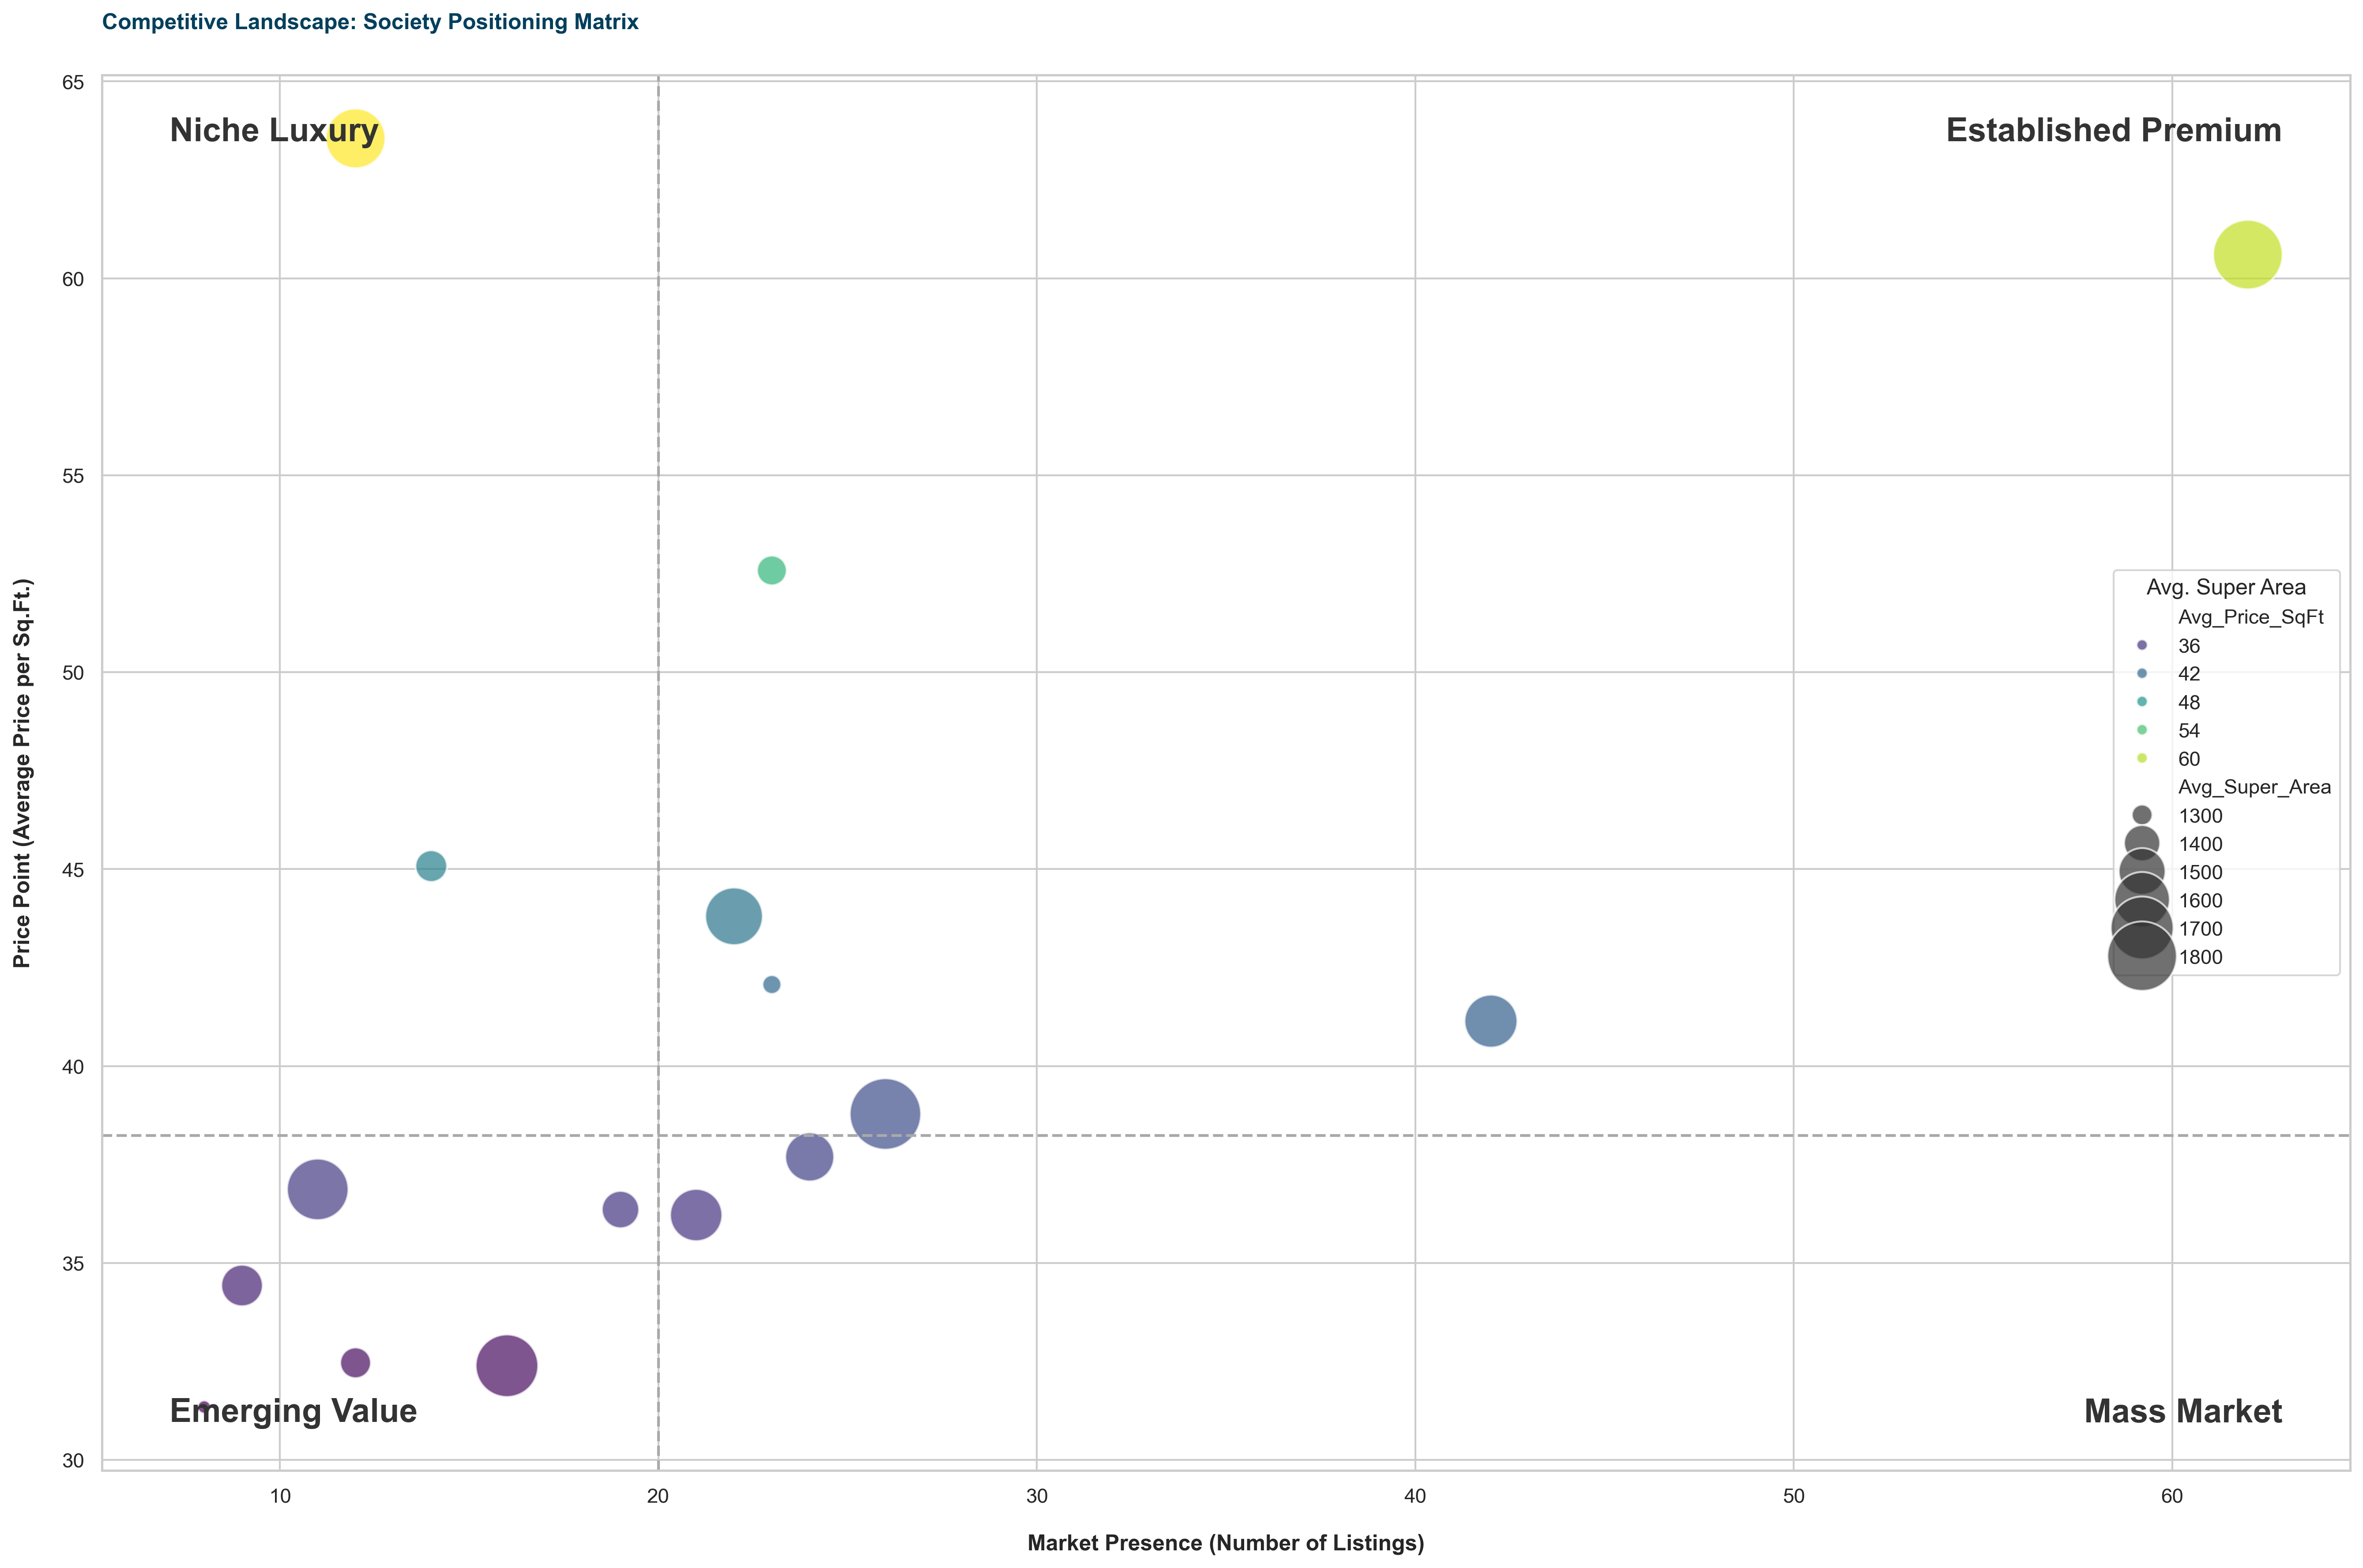 Competitive Landscape: Society Positioning Matrix
65
Niche Luxury
Established Premium
60
55
50
45
40
35
30
Price Point (Average Price per Sq.Ft.)
Avg. Super Area
Avg_Price_SqFt
36
42
48
54
60
Avg_Super_Area
1300
1400
1500
1600
1700
1800
Emerging Value
Mass Market
10
20
30
40
50
60
Market Presence (Number of Listings)